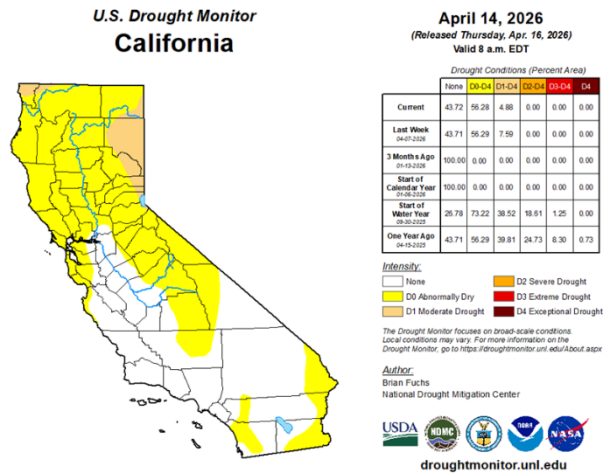 U.S. Drought Monitor
California
April 14, 2026
(Released Thursday, Apr. 16, 2026)
Valid 8 a.m. EDT
Drought Conditions (Percent Area)
None D0-D4 D1-D4 D2-D4 D3-D4 D4
Current 43.72 56.28 4.88 0.00 0.00 0.00
Last Week 04-07-2026 43.71 56.29 7.59 0.00 0.00 0.00
3 Months Ago 01-13-2026 100.00 0.00 0.00 0.00 0.00 0.00
Start of Calendar Year 01-06-2026 100.00 0.00 0.00 0.00 0.00 0.00
Start of Water Year 09-30-2025 26.78 73.22 38.52 18.61 1.25 0.00
One Year Ago 04-15-2025 43.71 56.29 39.81 24.73 8.30 0.73
Intensity:
None
D0 Abnormally Dry
D1 Moderate Drought
D2 Severe Drought
D3 Extreme Drought
D4 Exceptional Drought
The Drought Monitor focuses on broad-scale conditions.
Local conditions may vary. For more information on the
Drought Monitor, go to https://droughtmonitor.unl.edu/About.aspx
Author:
Brian Fuchs
National Drought Mitigation Center
USDA
NDMC
NOAA
NASA
droughtmonitor.unl.edu